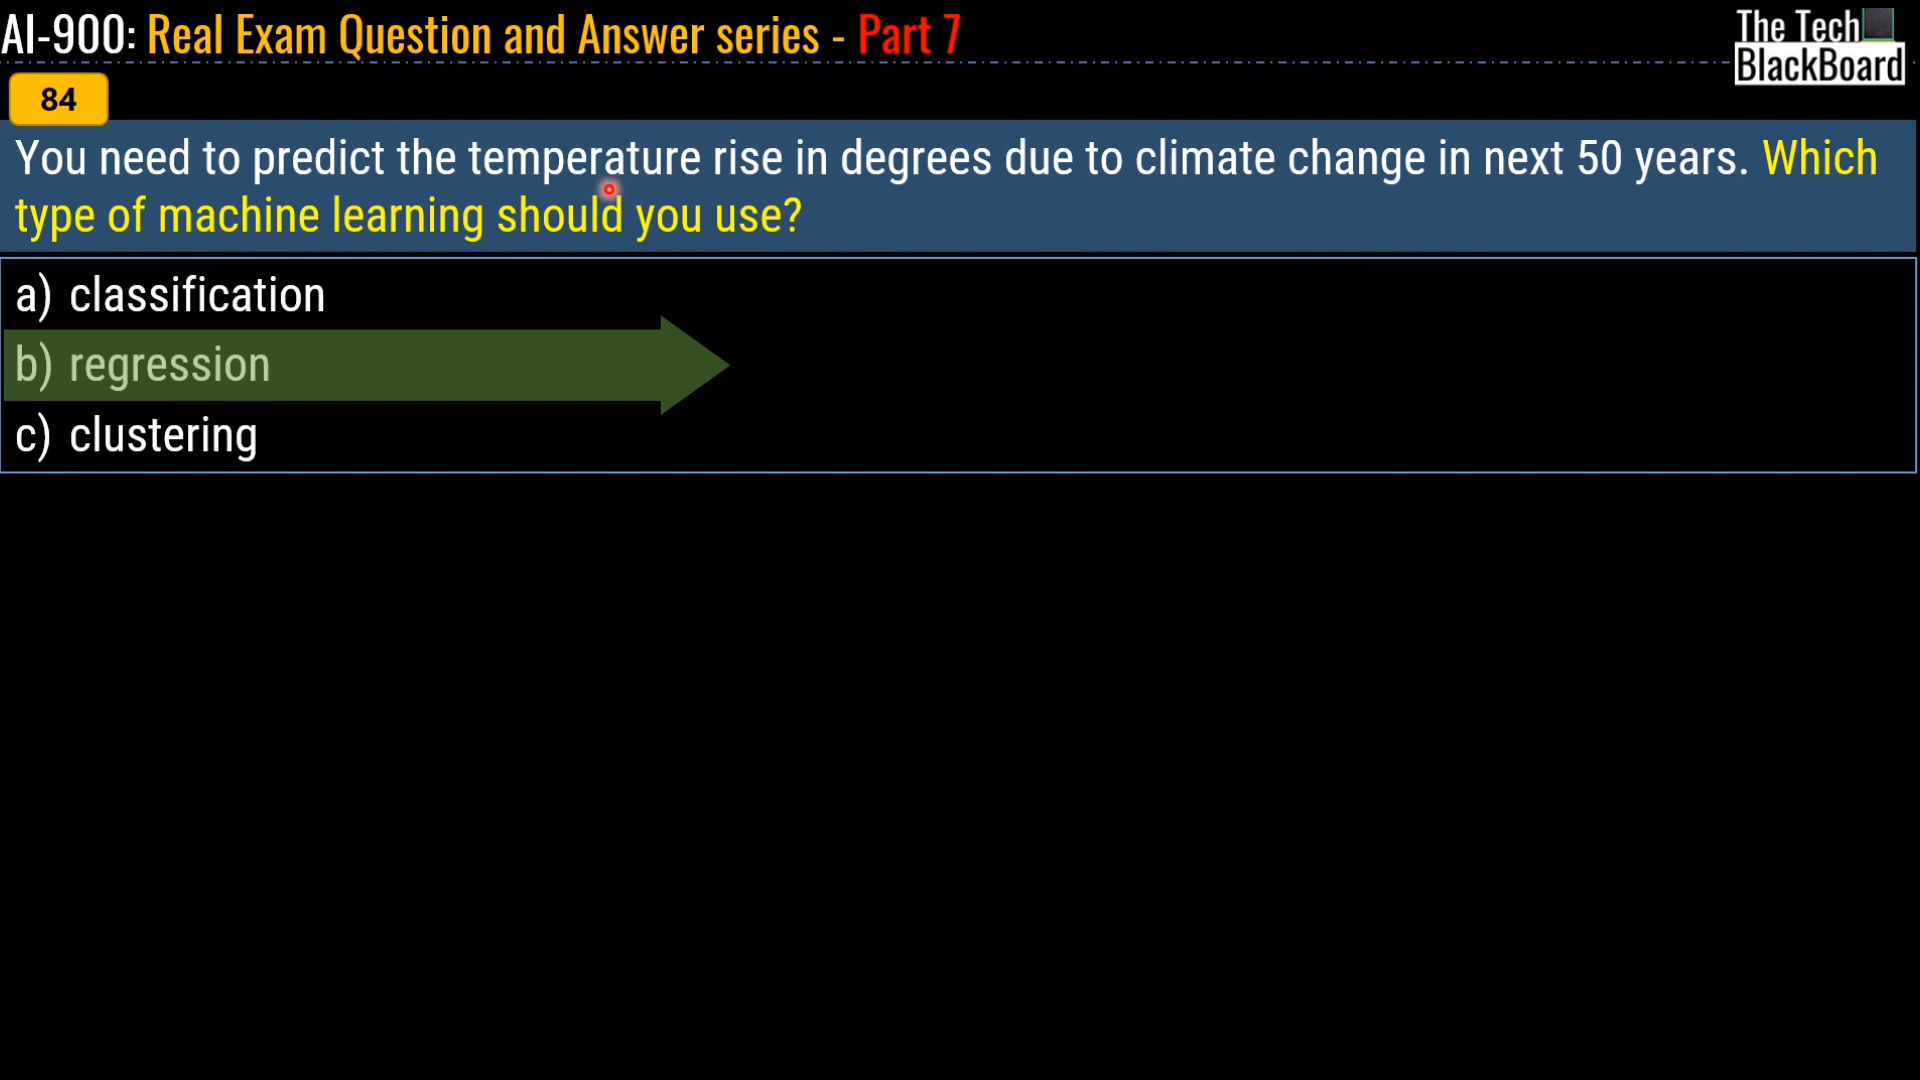 AI-900: Real Exam Question and Answer series - Part 7
The Tech
BlackBoard
84
You need to predict the temperature rise in degrees due to climate change in next 50 years. Which
type of machine learning should you use?
a) classification
b) regression
c) clustering